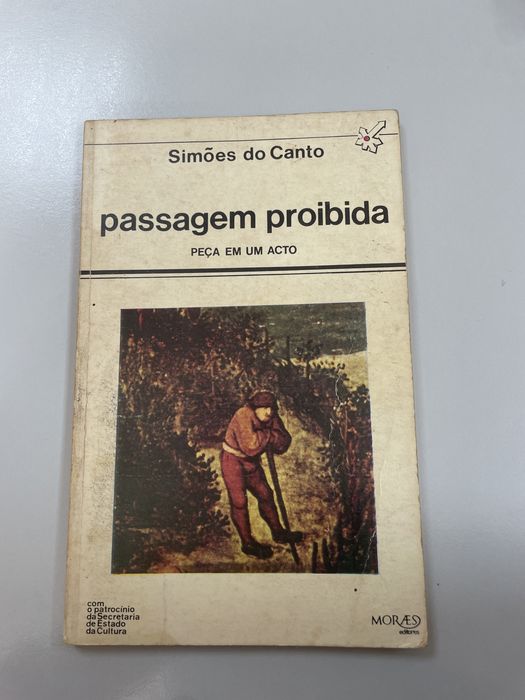 Simões do Canto
passagem proibida
PEÇA EM UM ACTO
com
o patrocínio
da Secretaria
de Estado
da Cultura
MORÆS
editores